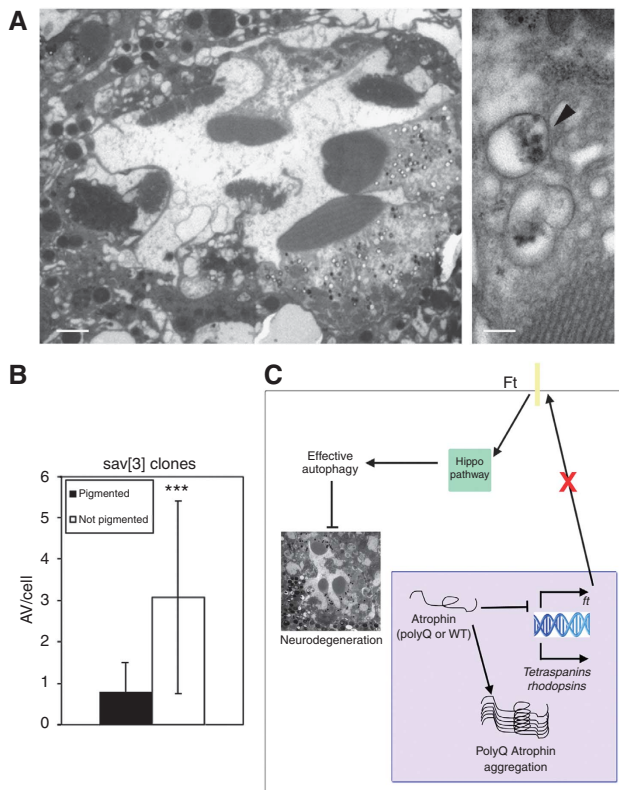 A
B
sav[3] clones
6
5
4
3
2
1
0
AV/cell
Pigmented
Not pigmented
***
C
Ft
Effective
autophagy
Hippo
pathway
X
Neurodegeneration
Atrophin
(polyQ or WT)
ft
Tetraspanins
rhodopsins
PolyQ Atrophin
aggregation